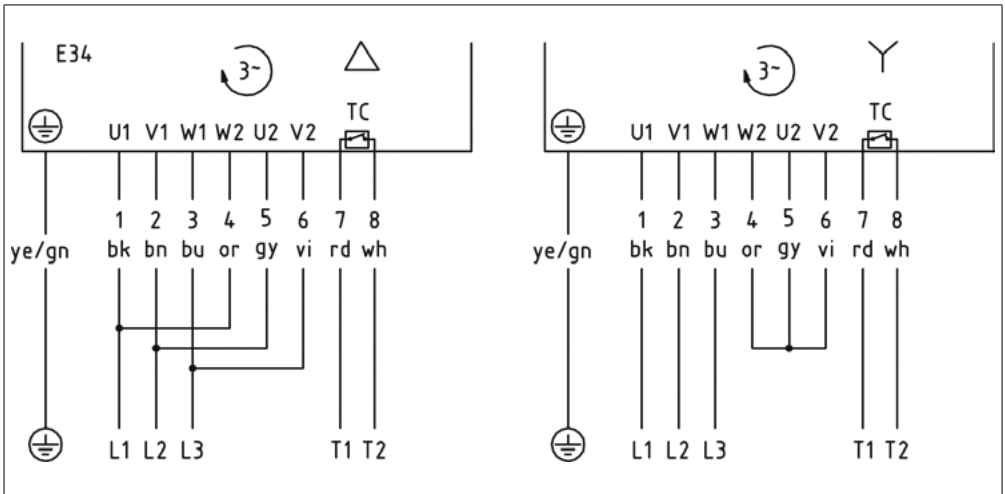 E34
3~ 3~
TC TC
U1 V1 W1 W2 U2 V2 U1 V1 W1 W2 U2 V2
1 2 3 4 5 6 7 8 1 2 3 4 5 6 7 8
ye/gn bk bn bu or gy vi rd wh ye/gn bk bn bu or gy vi rd wh
L1 L2 L3 T1 T2 L1 L2 L3 T1 T2